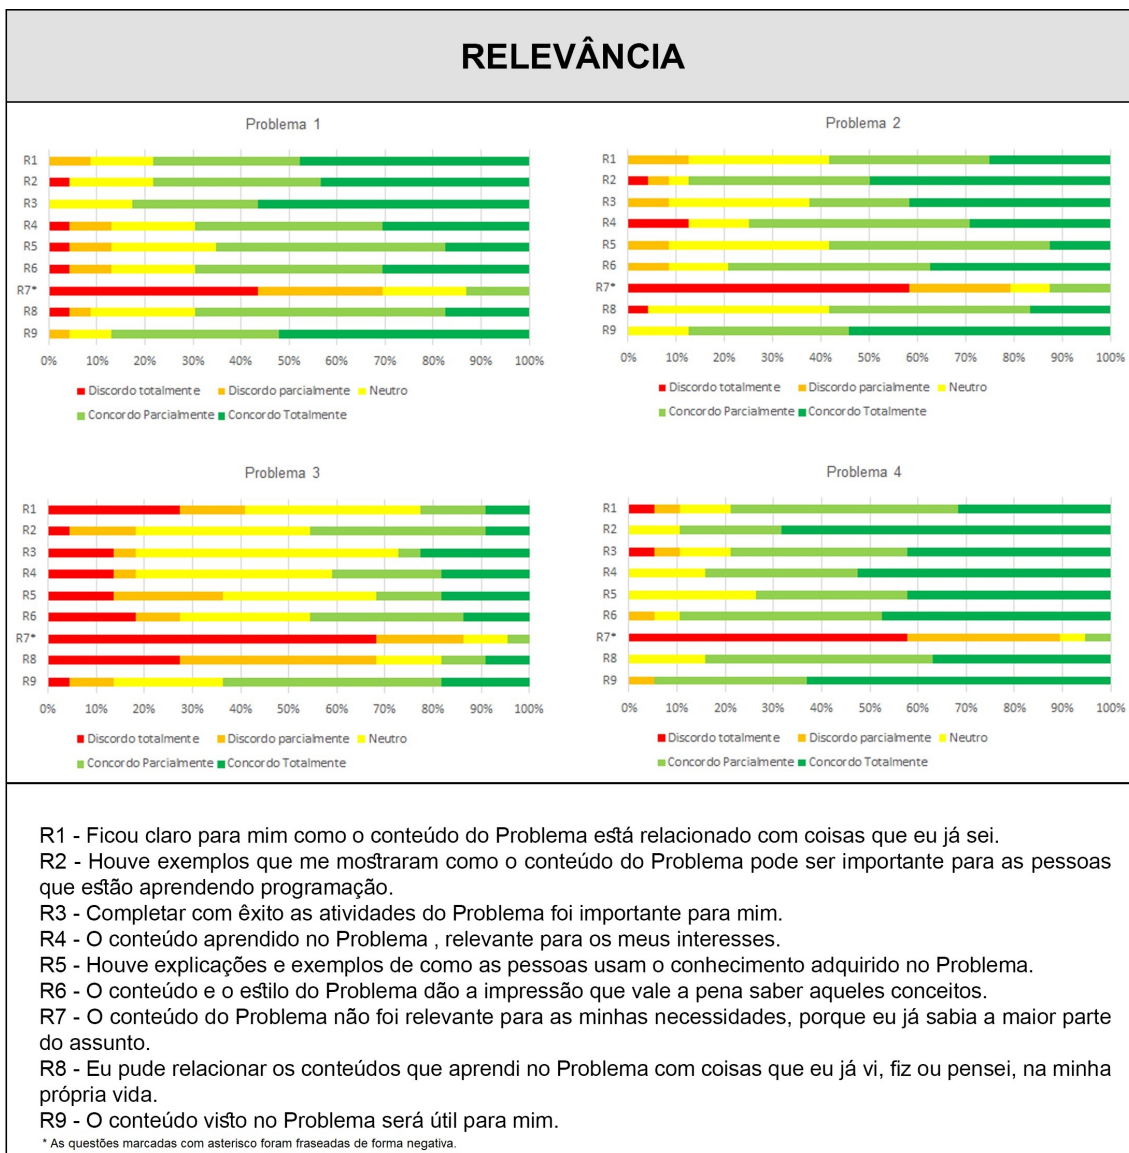 RELEVÂNCIA
Problema 1
R1
R2
R3
R4
R5
R6
R7*
R8
R9
0% 10% 20% 30% 40% 50% 60% 70% 80% 90% 100%
Discordo totalmente Discordo parcialmente Neutro
Concordo Parcialmente Concordo Totalmente
Problema 2
R1
R2
R3
R4
R5
R6
R7*
R8
R9
0% 10% 20% 30% 40% 50% 60% 70% 80% 90% 100%
Discordo totalmente Discordo parcialmente Neutro
Concordo Parcialmente Concordo Totalmente
Problema 3
R1
R2
R3
R4
R5
R6
R7*
R8
R9
0% 10% 20% 30% 40% 50% 60% 70% 80% 90% 100%
Discordo totalmente Discordo parcialmente Neutro
Concordo Parcialmente Concordo Totalmente
Problema 4
R1
R2
R3
R4
R5
R6
R7*
R8
R9
0% 10% 20% 30% 40% 50% 60% 70% 80% 90% 100%
Discordo totalmente Discordo parcialmente Neutro
Concordo Parcialmente Concordo Totalmente
R1 - Ficou claro para mim como o conteúdo do Problema está relacionado com coisas que eu já sei.
R2 - Houve exemplos que me mostraram como o conteúdo do Problema pode ser importante para as pessoas
que estão aprendendo programação.
R3 - Completar com êxito as atividades do Problema foi importante para mim.
R4 - O conteúdo aprendido no Problema , relevante para os meus interesses.
R5 - Houve explicações e exemplos de como as pessoas usam o conhecimento adquirido no Problema.
R6 - O conteúdo e o estilo do Problema dão a impressão que vale a pena saber aqueles conceitos.
R7 - O conteúdo do Problema não foi relevante para as minhas necessidades, porque eu já sabia a maior parte
do assunto.
R8 - Eu pude relacionar os conteúdos que aprendi no Problema com coisas que eu já vi, fiz ou pensei, na minha
própria vida.
R9 - O conteúdo visto no Problema será útil para mim.
* As questões marcadas com asterisco foram fraseadas de forma negativa.